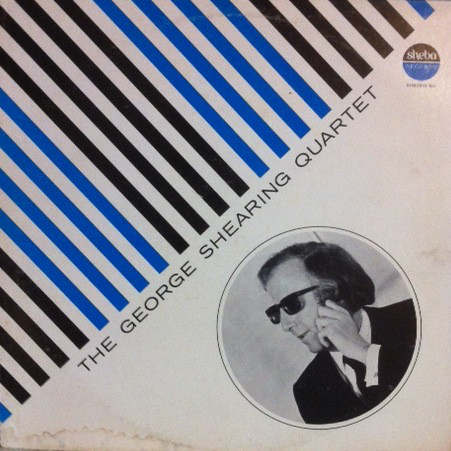 sheba
THE GEORGE SHEARING QUARTET